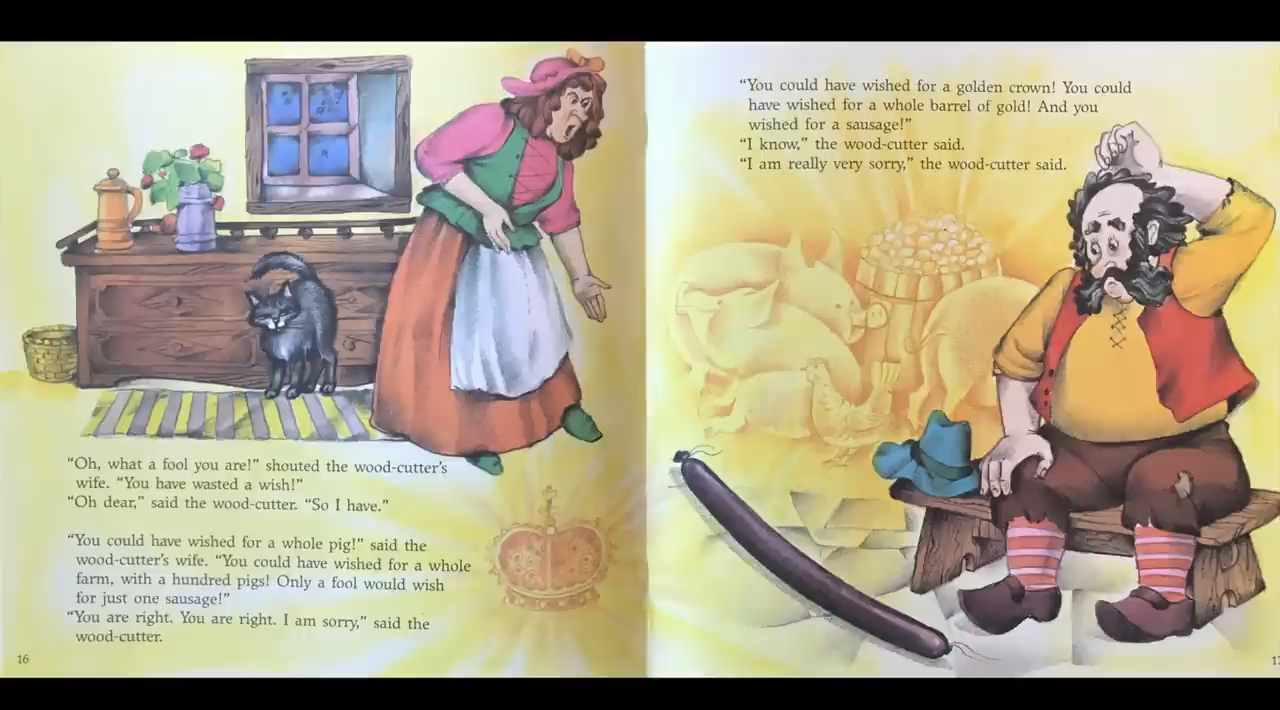 "Oh, what a fool you are!" shouted the wood-cutter's
wife. "You have wasted a wish!"
"Oh dear," said the wood-cutter. "So I have."
"You could have wished for a whole pig!" said the
wood-cutter's wife. "You could have wished for a whole
farm, with a hundred pigs! Only a fool would wish
for just one sausage!"
"You are right. You are right. I am sorry," said the
wood-cutter.
16
"You could have wished for a golden crown! You could
have wished for a whole barrel of gold! And you
wished for a sausage!"
"I know," the wood-cutter said.
"I am really very sorry," the wood-cutter said.